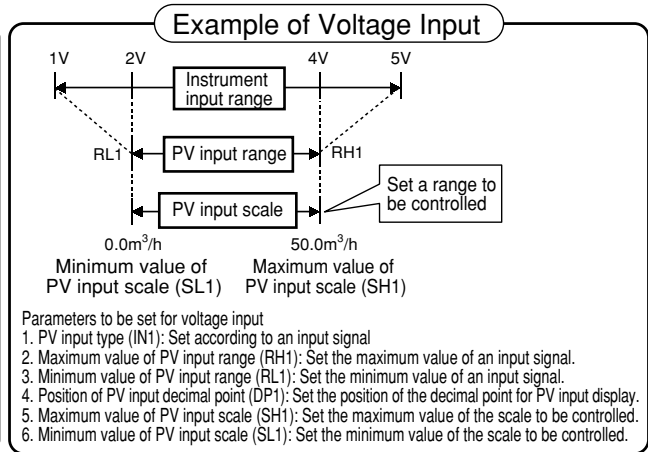 Example of Voltage Input
1V 2V 4V 5V
Instrument
input range
RL1 PV input range RH1
Set a range to
be controlled
PV input scale
0.0m³/h 50.0m³/h
Minimum value of Maximum value of
PV input scale (SL1) PV input scale (SH1)
Parameters to be set for voltage input
1. PV input type (IN1): Set according to an input signal
2. Maximum value of PV input range (RH1): Set the maximum value of an input signal.
3. Minimum value of PV input range (RL1): Set the minimum value of an input signal.
4. Position of PV input decimal point (DP1): Set the position of the decimal point for PV input display.
5. Maximum value of PV input scale (SH1): Set the maximum value of the scale to be controlled.
6. Minimum value of PV input scale (SL1): Set the minimum value of the scale to be controlled.